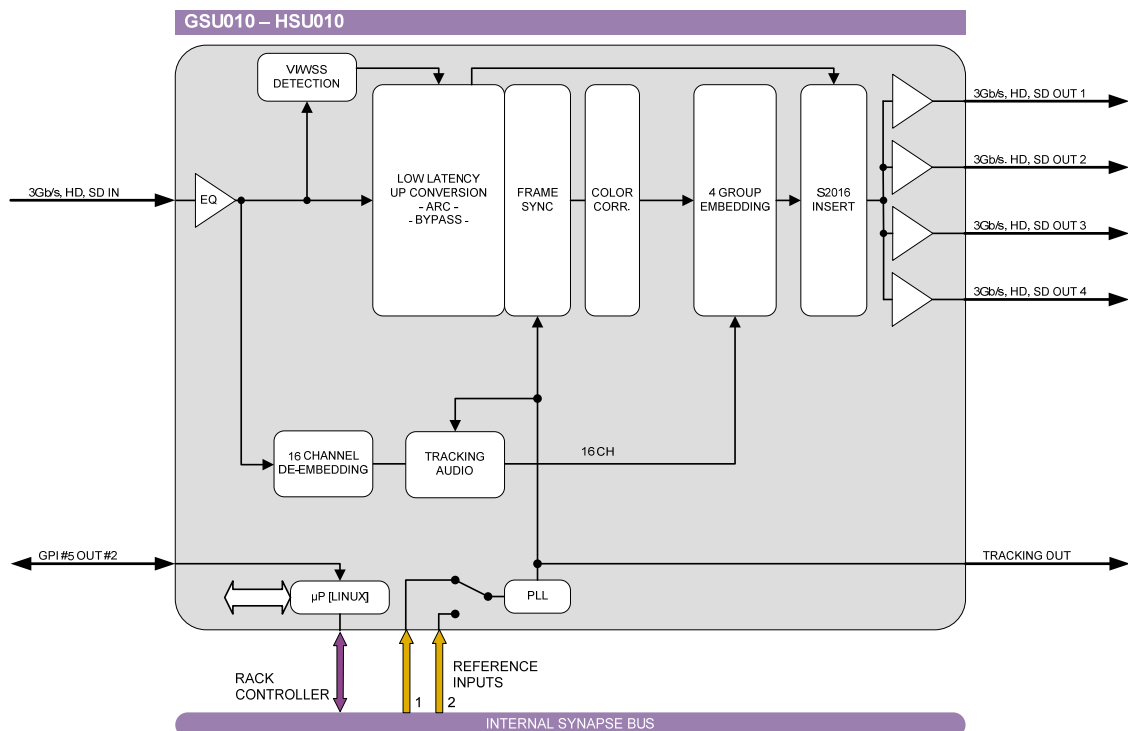 GSU010 – HSU010
VI/WSS
DETECTION
3Gb/s, HD, SD IN
EQ
LOW LATENCY
UP CONVERSION
- ARC -
- BYPASS -
FRAME
SYNC
COLOR
CORR.
4 GROUP
EMBEDDING
S2016
INSERT
3Gb/s, HD, SD OUT 1
3Gb/s. HD, SD OUT 2
3Gb/s, HD, SD OUT 3
3Gb/s, HD, SD OUT 4
16 CHANNEL
DE-EMBEDDING
TRACKING
AUDIO
16 CH
GPI #5 OUT #2
TRACKING OUT
µP [LINUX]
PLL
RACK
CONTROLLER
1
2
REFERENCE
INPUTS
INTERNAL SYNAPSE BUS